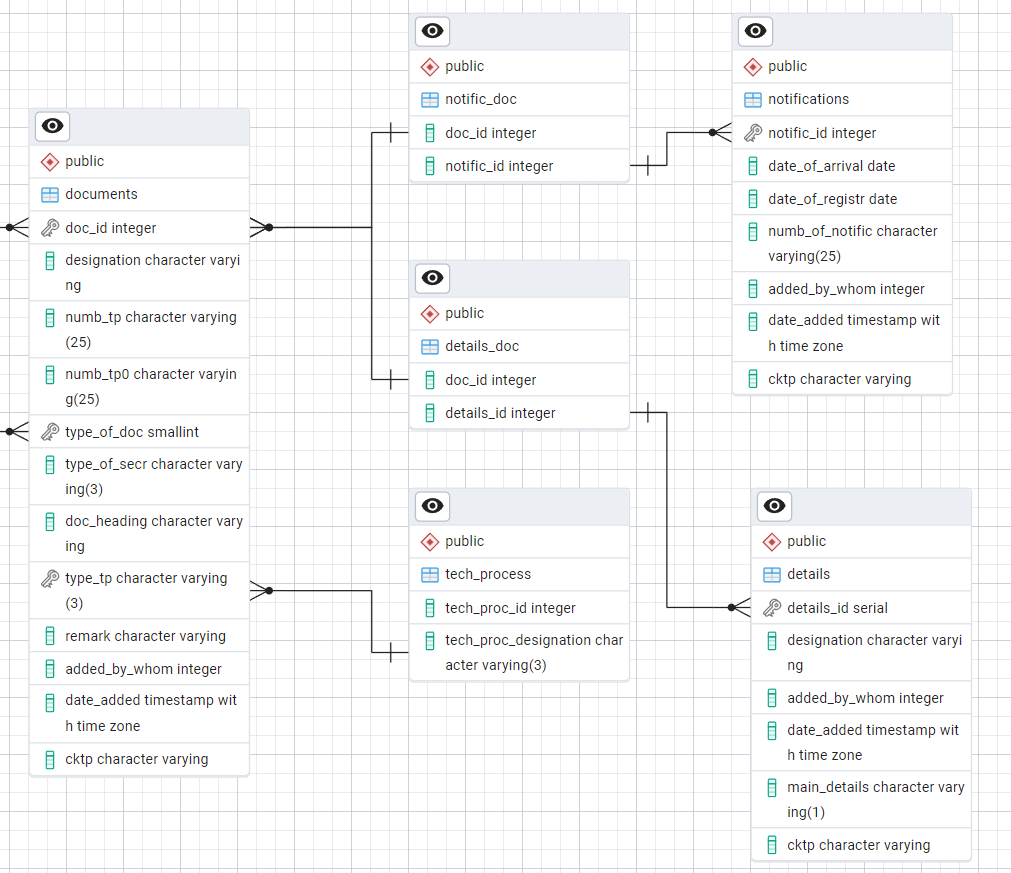 public
documents
doc_id integer
designation character varyi
ng
numb_tp character varying
(25)
numb_tp0 character varyin
g(25)
type_of_doc smallint
type_of_secr character vary
ing(3)
doc_heading character vary
ing
type_tp character varying
(3)
remark character varying
added_by_whom integer
date_added timestamp wit
h time zone
cktp character varying
public
notific_doc
doc_id integer
notific_id integer
public
details_doc
doc_id integer
details_id integer
public
tech_process
tech_proc_id integer
tech_proc_designation char
acter varying(3)
public
notifications
notific_id integer
date_of_arrival date
date_of_registr date
numb_of_notific character
varying(25)
added_by_whom integer
date_added timestamp wit
h time zone
cktp character varying
public
details
details_id serial
designation character varyi
ng
added_by_whom integer
date_added timestamp wit
h time zone
main_details character vary
ing(1)
cktp character varying